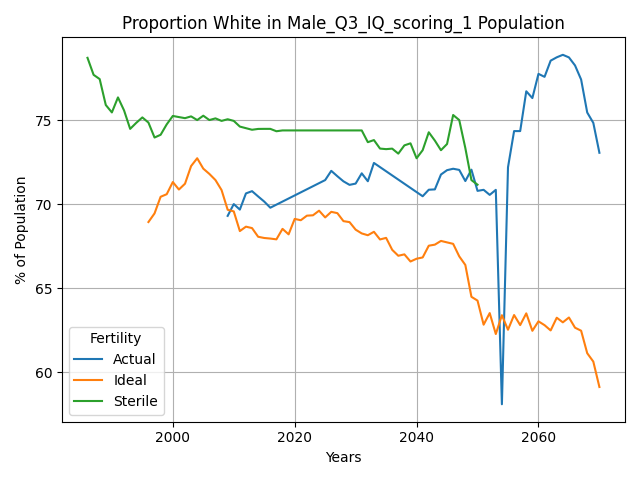 Proportion White in Male_Q3_IQ_scoring_1 Population
% of Population
75
70
65
60
Fertility
Actual
Ideal
Sterile
2000
2020
2040
2060
Years